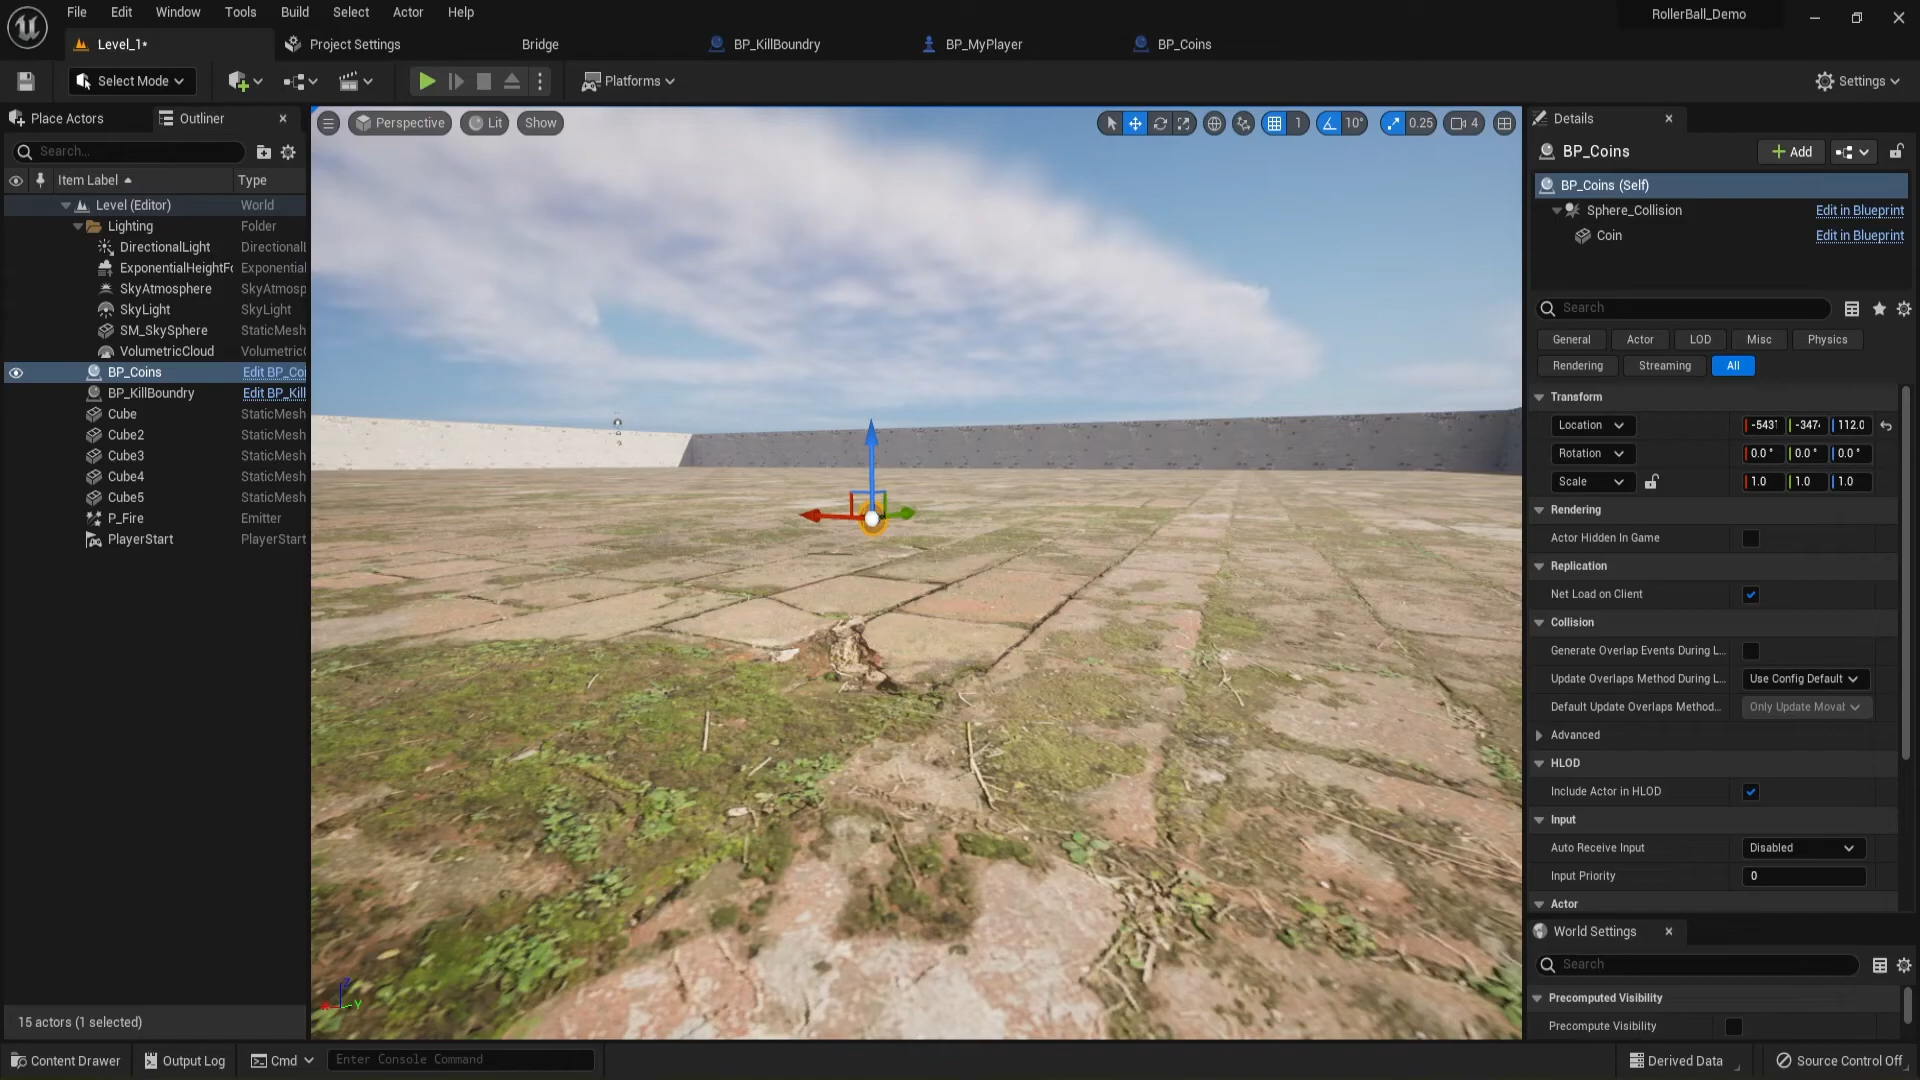 File Edit Window Tools Build Select Actor Help
RollerBall_Demo
Level_1*
Project Settings
Bridge
BP_KillBoundry
BP_MyPlayer
BP_Coins
Select Mode
Platforms
Settings
Place Actors
Outliner
Search...
Item Label
Type
Level (Editor) World
Lighting Folder
DirectionalLight DirectionalL
ExponentialHeightFo Exponential
SkyAtmosphere SkyAtmosp
SkyLight SkyLight
SM_SkySphere StaticMesh
VolumetricCloud VolumetricC
BP_Coins Edit BP_Coi
BP_KillBoundry Edit BP_Kill
Cube StaticMesh
Cube2 StaticMesh
Cube3 StaticMesh
Cube4 StaticMesh
Cube5 StaticMesh
P_Fire Emitter
PlayerStart PlayerStart
15 actors (1 selected)
Perspective
Lit
Show
1
10°
0.25
4
Z
X
Y
Details
BP_Coins
Add
BP_Coins (Self)
Sphere_Collision Edit in Blueprint
Coin Edit in Blueprint
Search
General Actor LOD Misc Physics
Rendering Streaming All
Transform
Location -5431 -347 112.0
Rotation 0.0° 0.0° 0.0°
Scale 1.0 1.0 1.0
Rendering
Actor Hidden In Game
Replication
Net Load on Client
Collision
Generate Overlap Events During L...
Update Overlaps Method During L... Use Config Default
Default Update Overlaps Method... Only Update Movat
Advanced
HLOD
Include Actor in HLOD
Input
Auto Receive Input Disabled
Input Priority 0
Actor
World Settings
Search
Precomputed Visibility
Precompute Visibility
Content Drawer
Output Log
Cmd
Enter Console Command
Derived Data
Source Control Off